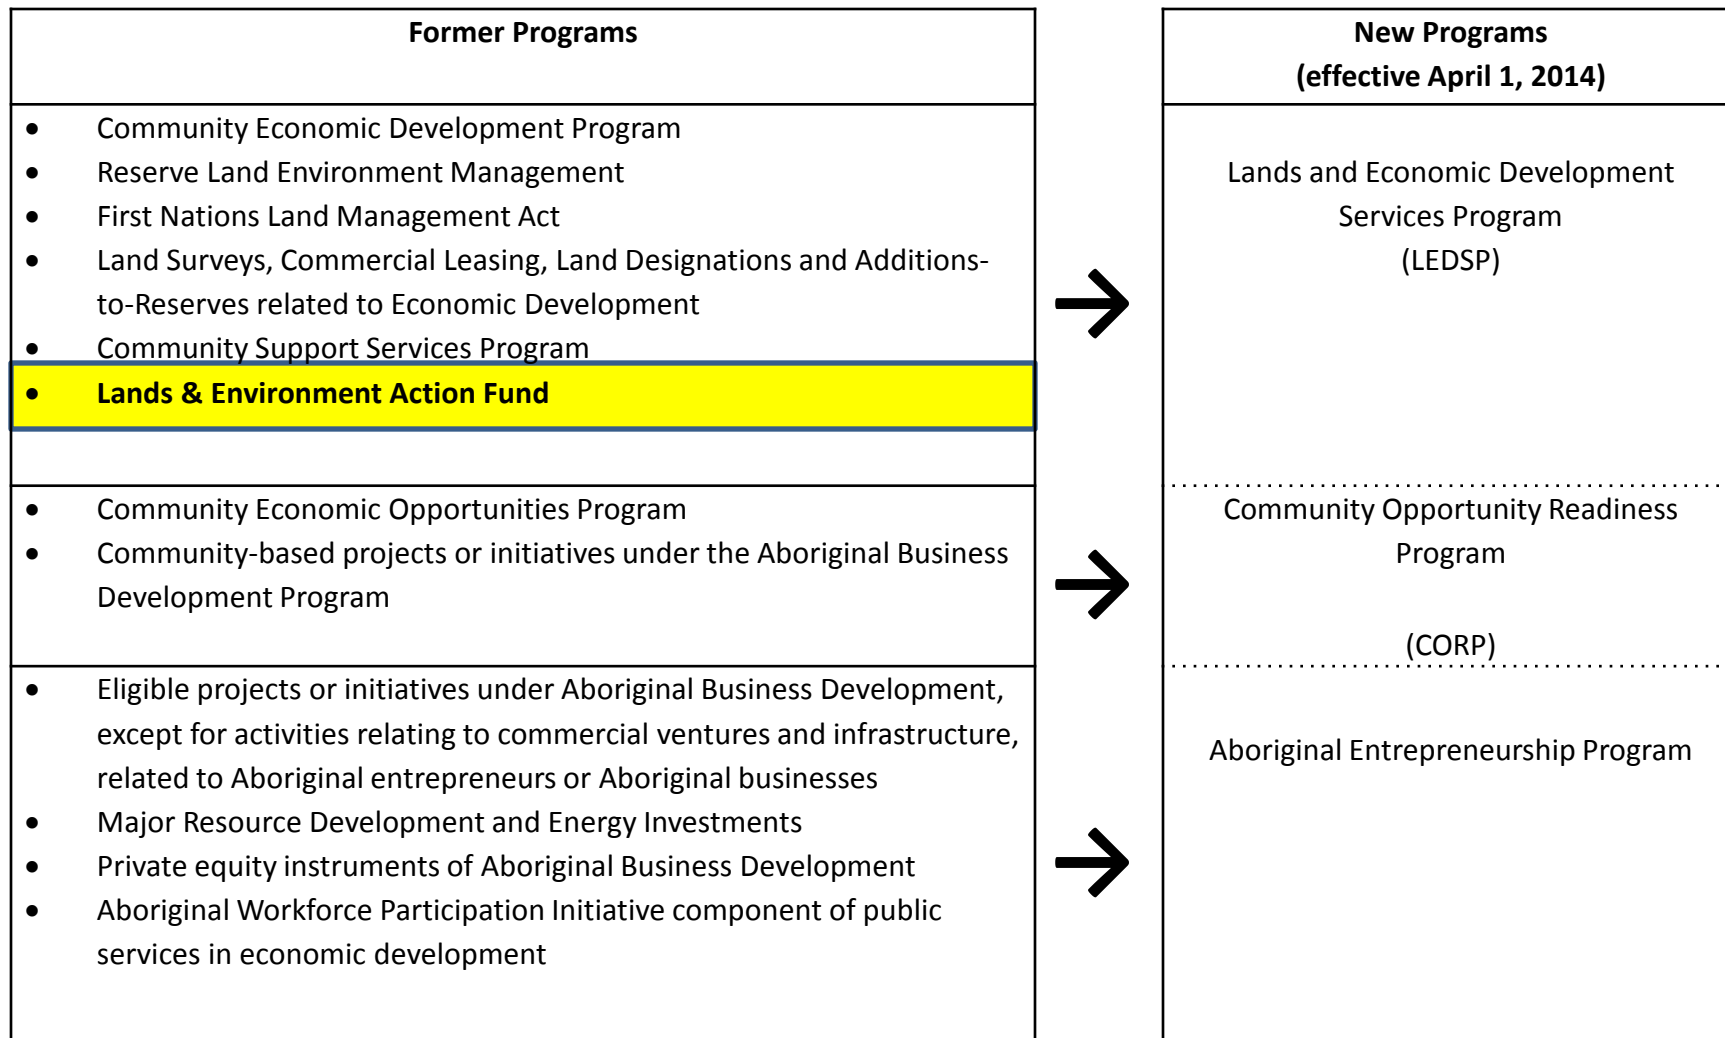 Former Programs
New Programs
(effective April 1, 2014)
• Community Economic Development Program
• Reserve Land Environment Management
• First Nations Land Management Act
• Land Surveys, Commercial Leasing, Land Designations and Additions-
to-Reserves related to Economic Development
• Community Support Services Program
• Lands & Environment Action Fund
Lands and Economic Development
Services Program
(LEDSP)
• Community Economic Opportunities Program
• Community-based projects or initiatives under the Aboriginal Business
Development Program
Community Opportunity Readiness
Program
(CORP)
• Eligible projects or initiatives under Aboriginal Business Development,
except for activities relating to commercial ventures and infrastructure,
related to Aboriginal entrepreneurs or Aboriginal businesses
• Major Resource Development and Energy Investments
• Private equity instruments of Aboriginal Business Development
• Aboriginal Workforce Participation Initiative component of public
services in economic development
Aboriginal Entrepreneurship Program